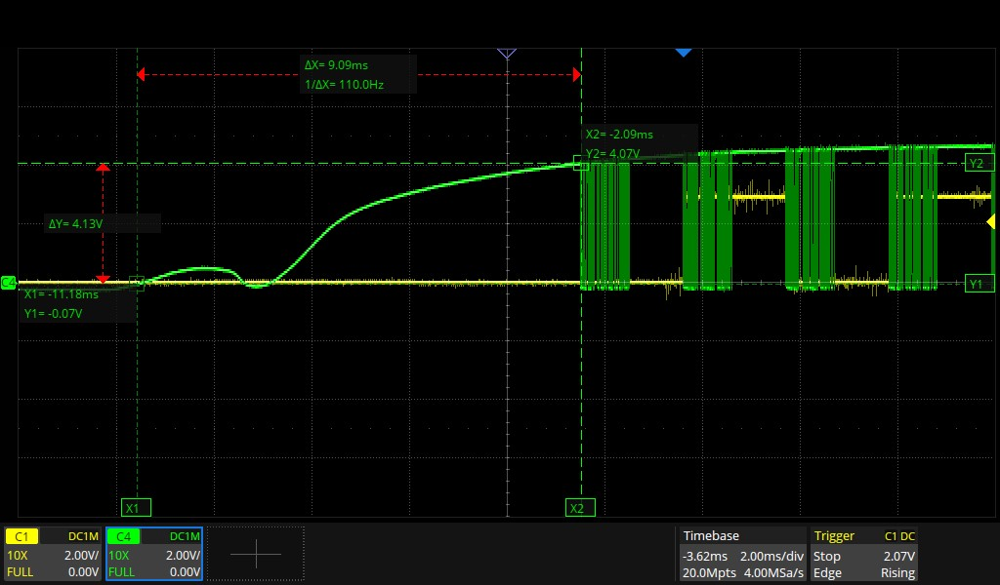 ΔX= 9.09ms
1/ΔX= 110.0Hz
X2= -2.09ms
Y2= 4.07V
Y2
ΔY= 4.13V
C4
X1= -11.18ms
Y1= -0.07V
Y1
X1
X2
C1 DC1M
10X 2.00V/
FULL 0.00V
C4 DC1M
10X 2.00V/
FULL 0.00V
Timebase
-3.62ms 2.00ms/div
20.0Mpts 4.00MSa/s
Trigger C1 DC
Stop 2.07V
Edge Rising